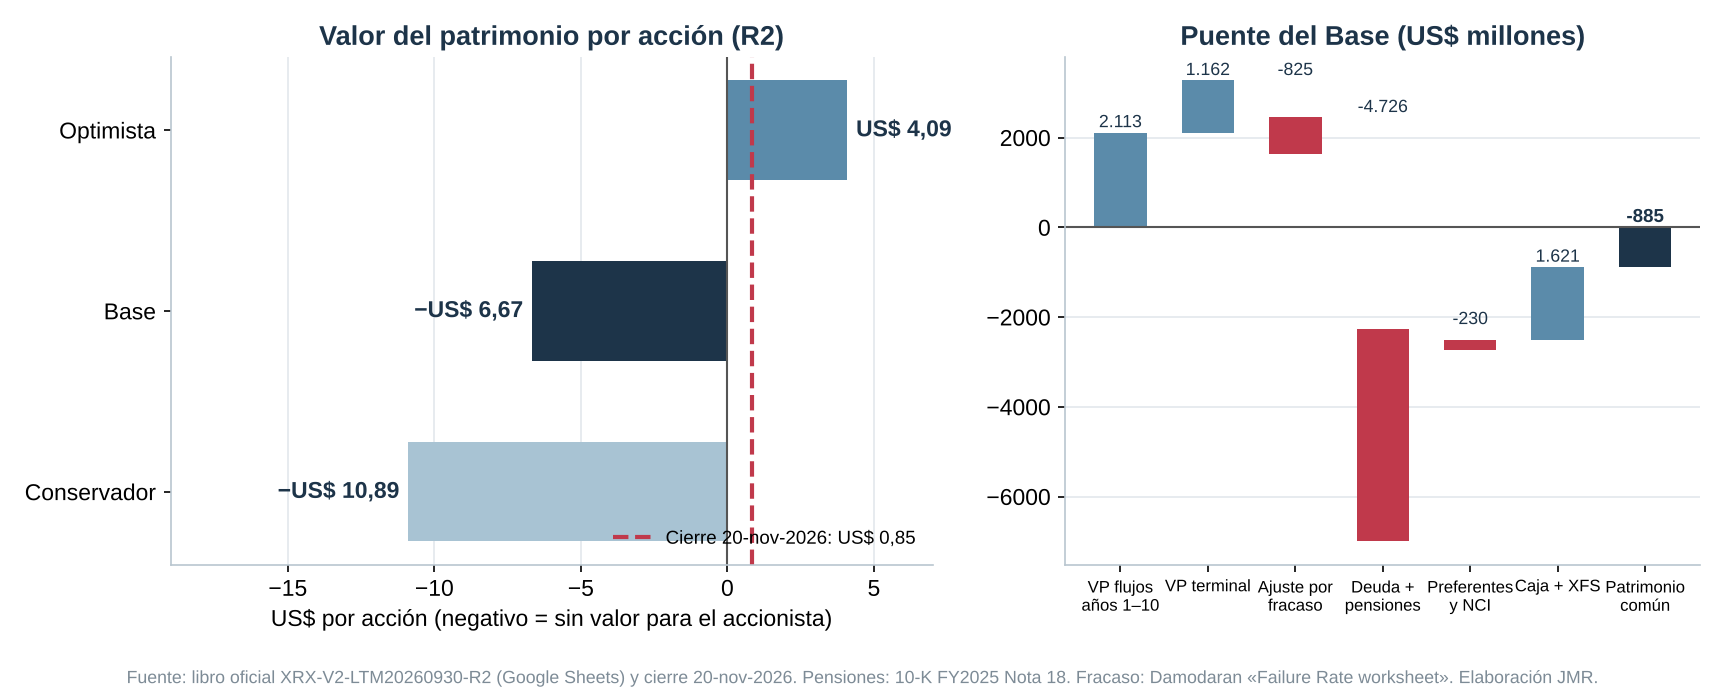 Valor del patrimonio por acción (R2)
Optimista
Base
Conservador
US$ 4,09
−US$ 6,67
−US$ 10,89
Cierre 20-nov-2026: US$ 0,85
−15
−10
−5
0
5
US$ por acción (negativo = sin valor para el accionista)
Puente del Base (US$ millones)
2000
0
−2000
−4000
−6000
2.113
1.162
-825
-4.726
-230
1.621
-885
VP flujos
años 1–10
VP terminal
Ajuste por
fracaso
Deuda +
pensiones
Preferentes
y NCI
Caja + XFS
Patrimonio
común
Fuente: libro oficial XRX-V2-LTM20260930-R2 (Google Sheets) y cierre 20-nov-2026. Pensiones: 10-K FY2025 Nota 18. Fracaso: Damodaran «Failure Rate worksheet». Elaboración JMR.